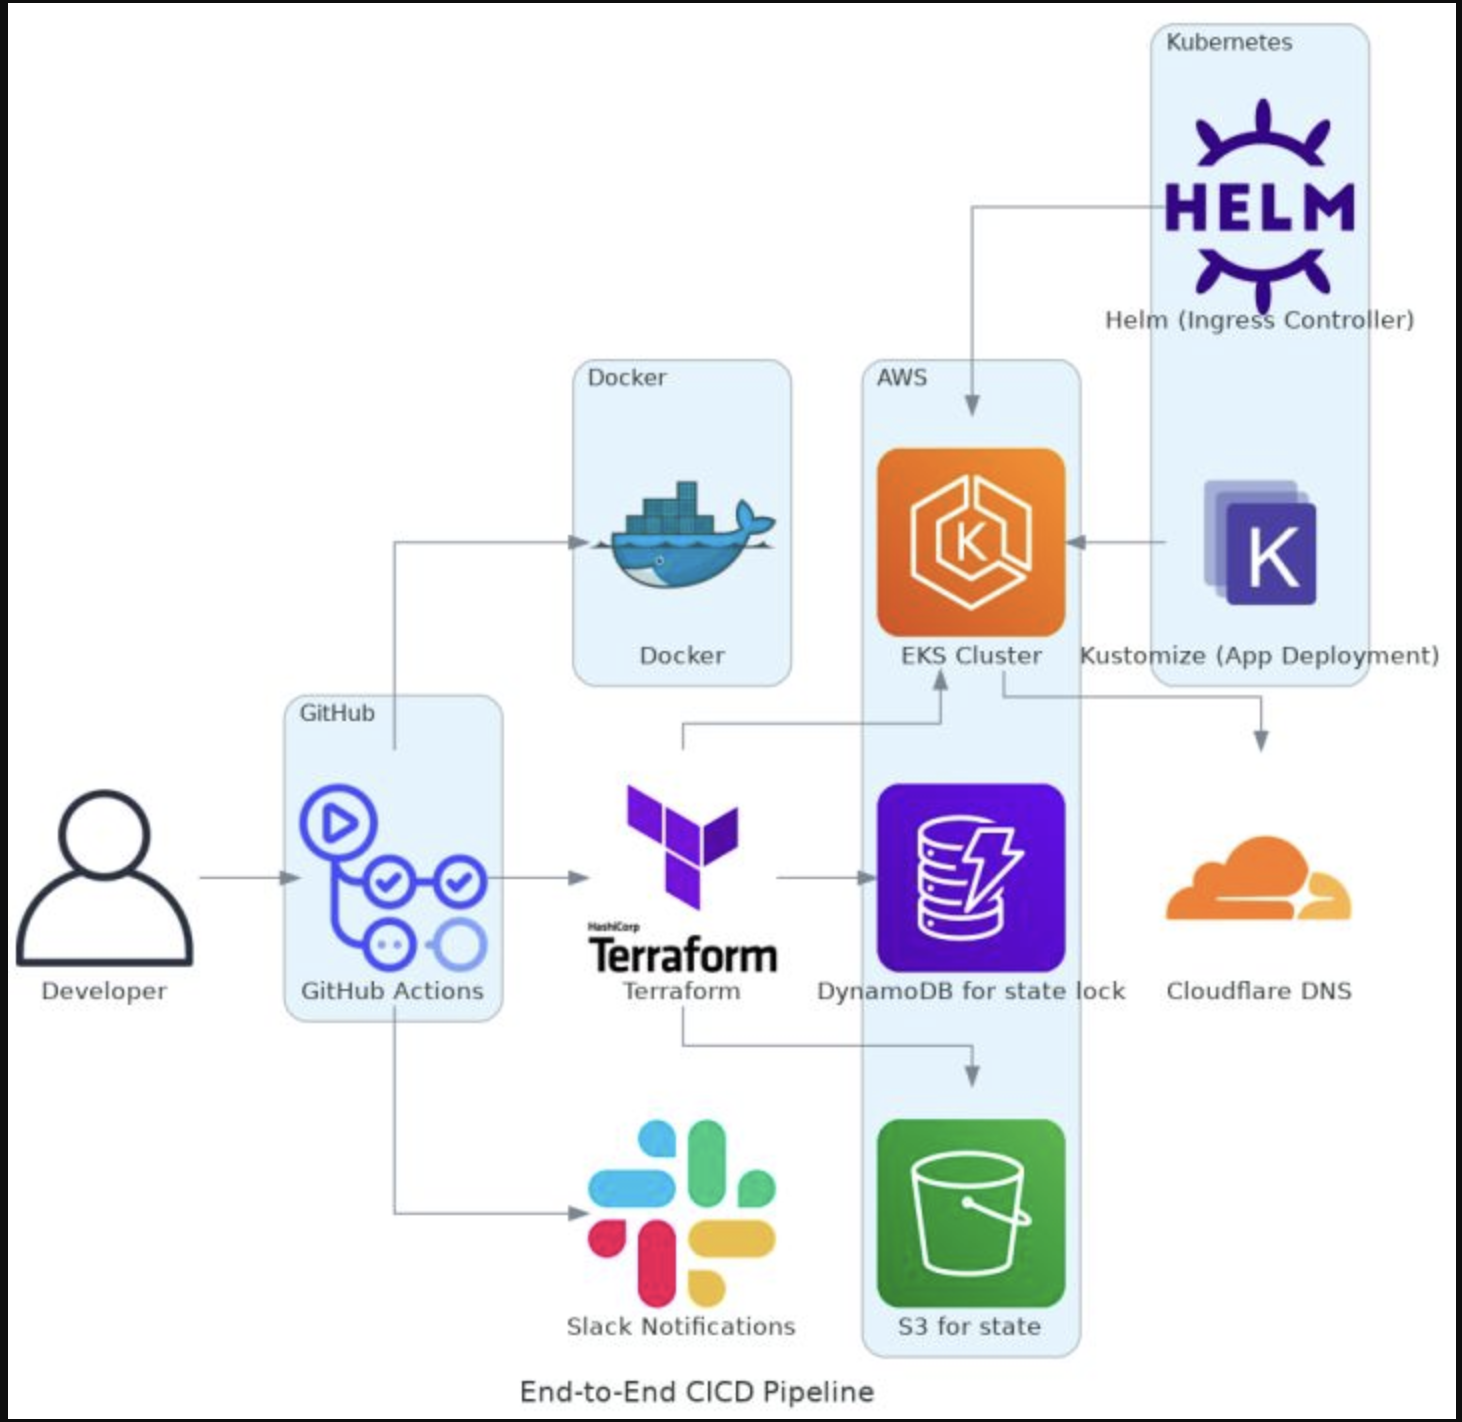 Kubernetes
HELM
Helm (Ingress Controller)
Docker
AWS
K
K
Docker
EKS Cluster
Kustomize (App Deployment)
GitHub
HashiCorp
Terraform
Developer
GitHub Actions
Terraform
DynamoDB for state lock
Cloudflare DNS
Slack Notifications
S3 for state
End-to-End CICD Pipeline